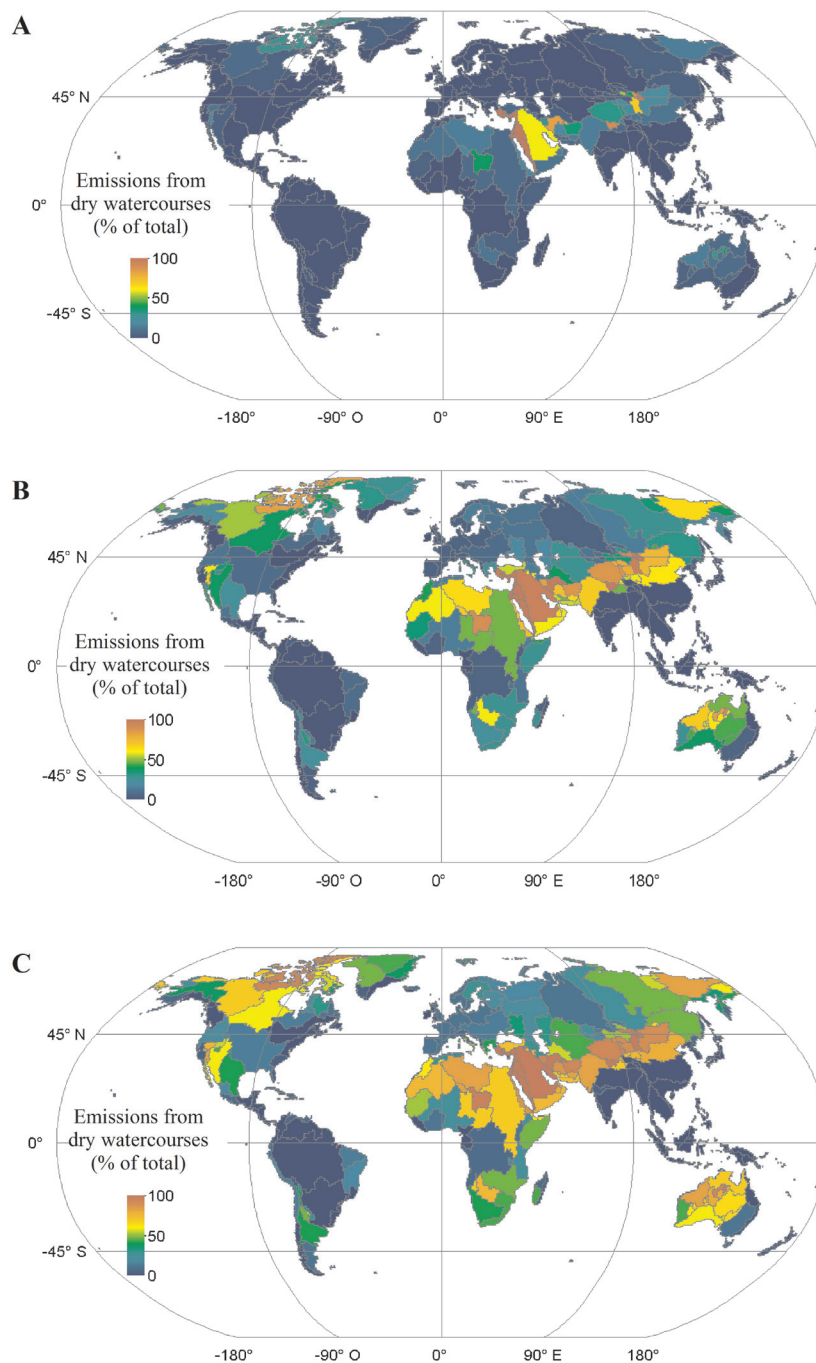 A
45° N
Emissions from
dry watercourses
(% of total)
0°
100
50
0
-45° S
-180°
-90° O
0°
90° E
180°
B
45° N
Emissions from
dry watercourses
(% of total)
0°
100
50
0
-45° S
-180°
-90° O
0°
90° E
180°
C
45° N
Emissions from
dry watercourses
(% of total)
0°
100
50
0
-45° S
-180°
-90° O
0°
90° E
180°